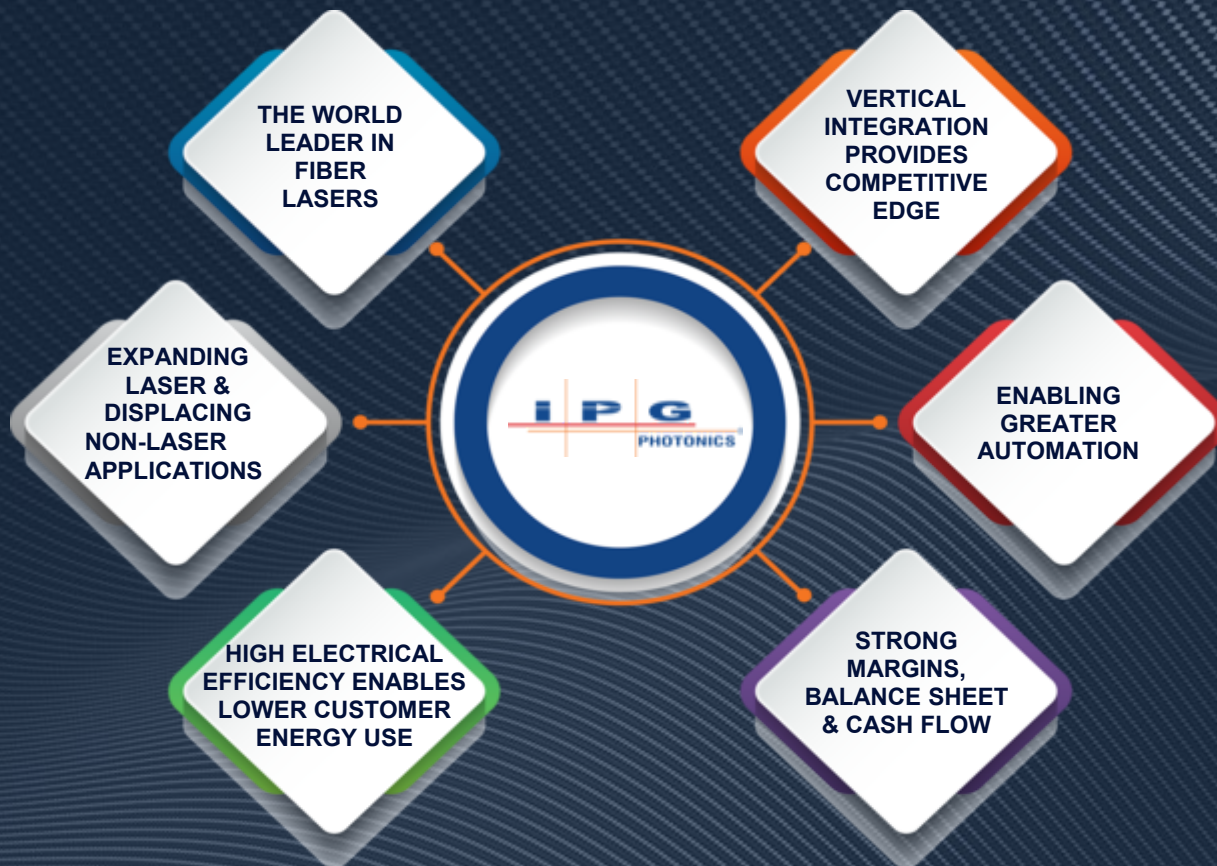 THE WORLD
LEADER IN
FIBER
LASERS
VERTICAL
INTEGRATION
PROVIDES
COMPETITIVE
EDGE
EXPANDING
LASER &
DISPLACING
NON-LASER
APPLICATIONS
IPG
PHOTONICS
ENABLING
GREATER
AUTOMATION
HIGH ELECTRICAL
EFFICIENCY ENABLES
LOWER CUSTOMER
ENERGY USE
STRONG
MARGINS,
BALANCE SHEET
& CASH FLOW